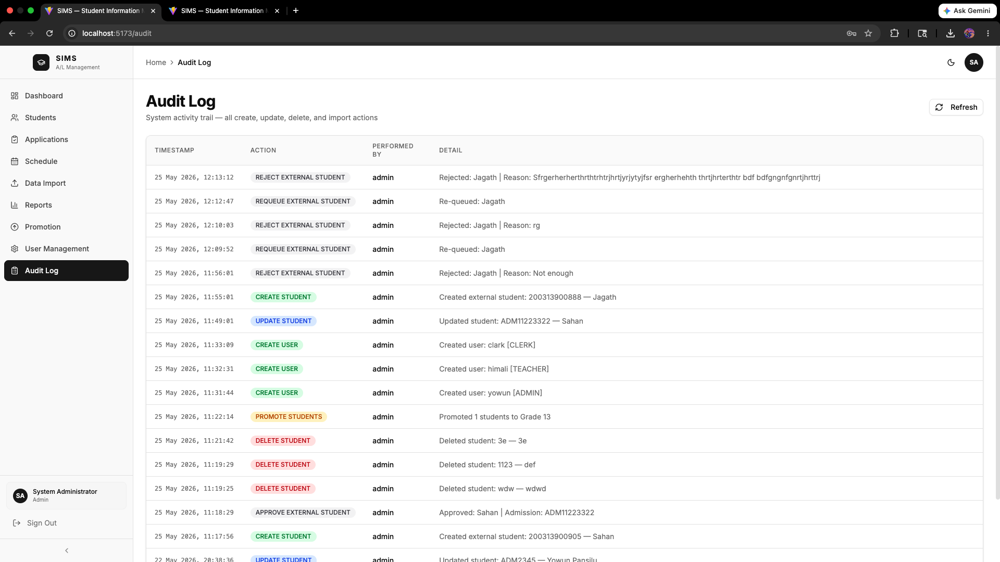 SIMS — Student Information
SIMS — Student Information
Ask Gemini
localhost:5173/audit
SIMS
A/L Management
Home > Audit Log
SA
Dashboard
Students
Applications
Schedule
Data Import
Reports
Promotion
User Management
Audit Log
System Administrator
SA
Admin
Sign Out
Audit Log
System activity trail — all create, update, delete, and import actions
Refresh
TIMESTAMP ACTION PERFORMED BY DETAIL
25 May 2026, 12:13:12 REJECT EXTERNAL STUDENT admin Rejected: Jagath | Reason: Sfrgerherherthrthtrhtrjhrtjyrjytyjfsr ergherhehth thrtjhrterthtr bdf bdfgngnfgnrtjhrttrj
25 May 2026, 12:12:47 REQUEUE EXTERNAL STUDENT admin Re-queued: Jagath
25 May 2026, 12:10:03 REJECT EXTERNAL STUDENT admin Rejected: Jagath | Reason: rg
25 May 2026, 12:09:52 REQUEUE EXTERNAL STUDENT admin Re-queued: Jagath
25 May 2026, 11:56:01 REJECT EXTERNAL STUDENT admin Rejected: Jagath | Reason: Not enough
25 May 2026, 11:55:01 CREATE STUDENT admin Created external student: 200313900888 — Jagath
25 May 2026, 11:49:01 UPDATE STUDENT admin Updated student: ADM11223322 — Sahan
25 May 2026, 11:33:09 CREATE USER admin Created user: clark [CLERK]
25 May 2026, 11:32:31 CREATE USER admin Created user: himali [TEACHER]
25 May 2026, 11:31:44 CREATE USER admin Created user: yowun [ADMIN]
25 May 2026, 11:22:14 PROMOTE STUDENTS admin Promoted 1 students to Grade 13
25 May 2026, 11:21:42 DELETE STUDENT admin Deleted student: 3e — 3e
25 May 2026, 11:19:29 DELETE STUDENT admin Deleted student: 1123 — def
25 May 2026, 11:19:25 DELETE STUDENT admin Deleted student: wdw — wdwd
25 May 2026, 11:18:29 APPROVE EXTERNAL STUDENT admin Approved: Sahan | Admission: ADM11223322
25 May 2026, 11:17:56 CREATE STUDENT admin Created external student: 200313900905 — Sahan
22 May 2026, 20:38:36 UPDATE STUDENT admin Updated student: ADM2345 — Yowun Pansilu